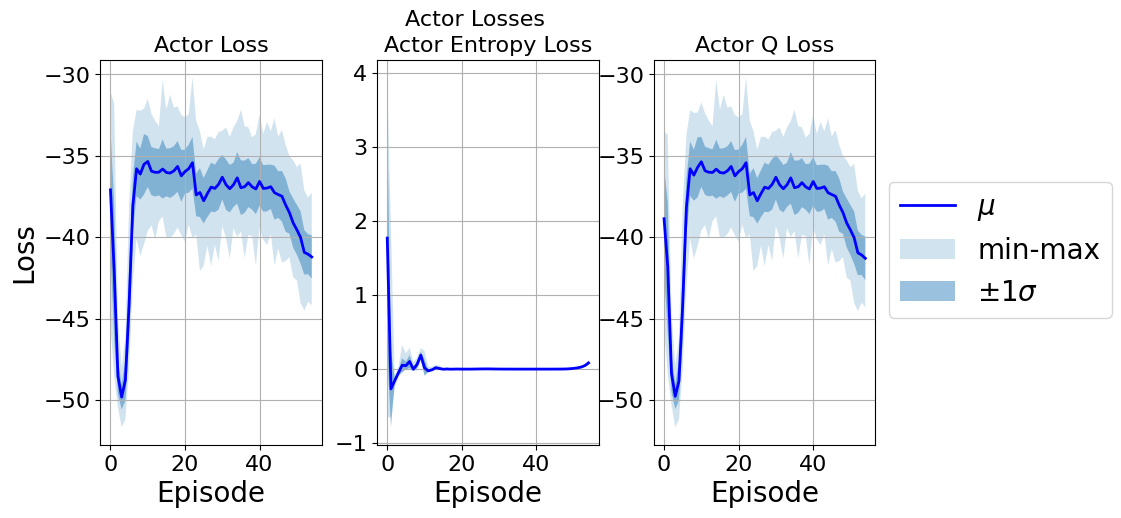 Actor Losses
Actor Loss
Actor Entropy Loss
Actor Q Loss
−30
−35
−40
−45
−50
0
20
40
Loss
Episode
4
3
2
1
0
−1
0
20
40
Episode
−30
−35
−40
−45
−50
0
20
40
Episode
μ
min-max
±1σ